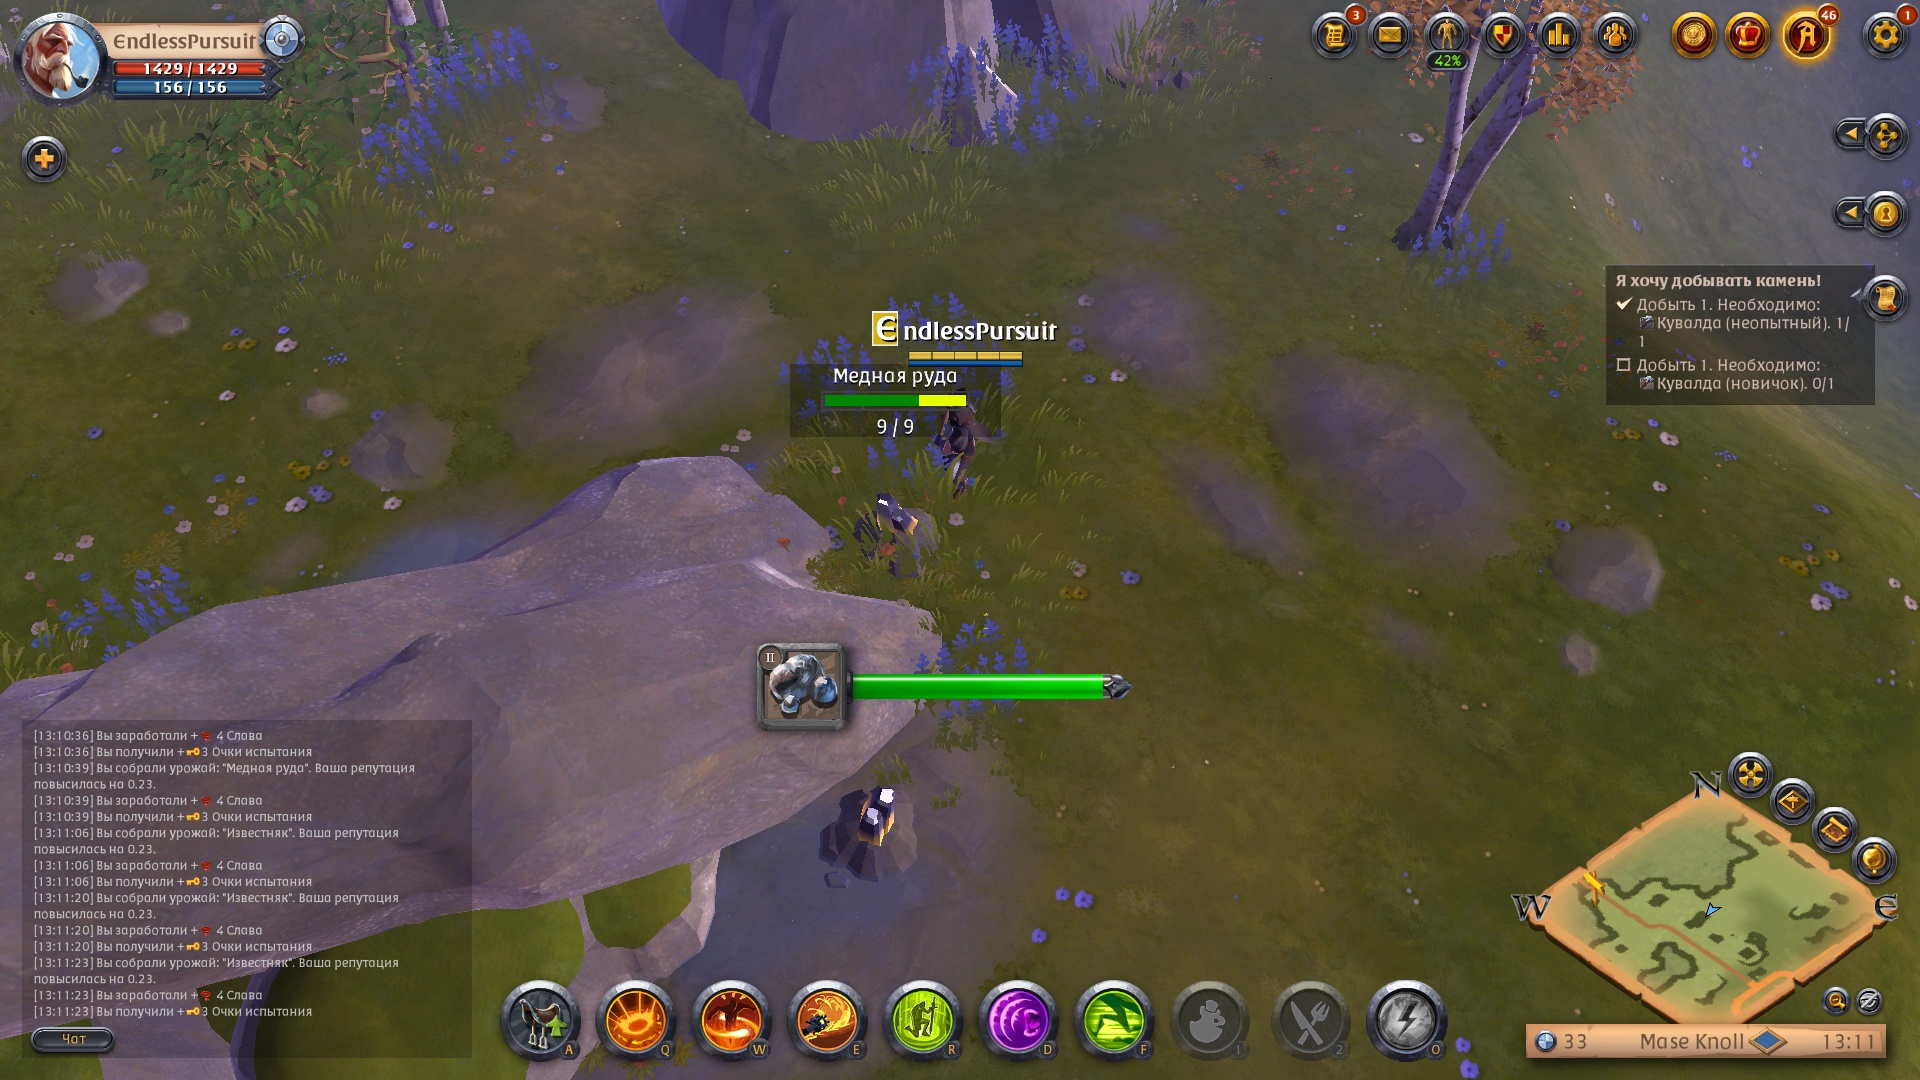 EndlessPursuit
1429 / 1429
156 / 156
3
42%
46
1
Я хочу добывать камень!
Добыть 1. Необходимо:
Кувалда (неопытный). 1/
1
Добыть 1. Необходимо:
Кувалда (новичок). 0/1
EndlessPursuit
Медная руда
9 / 9
II
[13:10:36] Вы заработали + 4 Слава
[13:10:36] Вы получили + 3 Очки испытания
[13:10:39] Вы собрали урожай: "Медная руда". Ваша репутация
повысилась на 0.23.
[13:10:39] Вы заработали + 4 Слава
[13:10:39] Вы получили + 3 Очки испытания
[13:11:06] Вы собрали урожай: "Известняк". Ваша репутация
повысилась на 0.23.
[13:11:06] Вы заработали + 4 Слава
[13:11:06] Вы получили + 3 Очки испытания
[13:11:20] Вы собрали урожай: "Известняк". Ваша репутация
повысилась на 0.23.
[13:11:20] Вы заработали + 4 Слава
[13:11:20] Вы получили + 3 Очки испытания
[13:11:23] Вы собрали урожай: "Известняк". Ваша репутация
повысилась на 0.23.
[13:11:23] Вы заработали + 4 Слава
[13:11:23] Вы получили + 3 Очки испытания
Чат
A Q W E R D F 1 2 O
N
W E
33 Mase Knoll 13:11